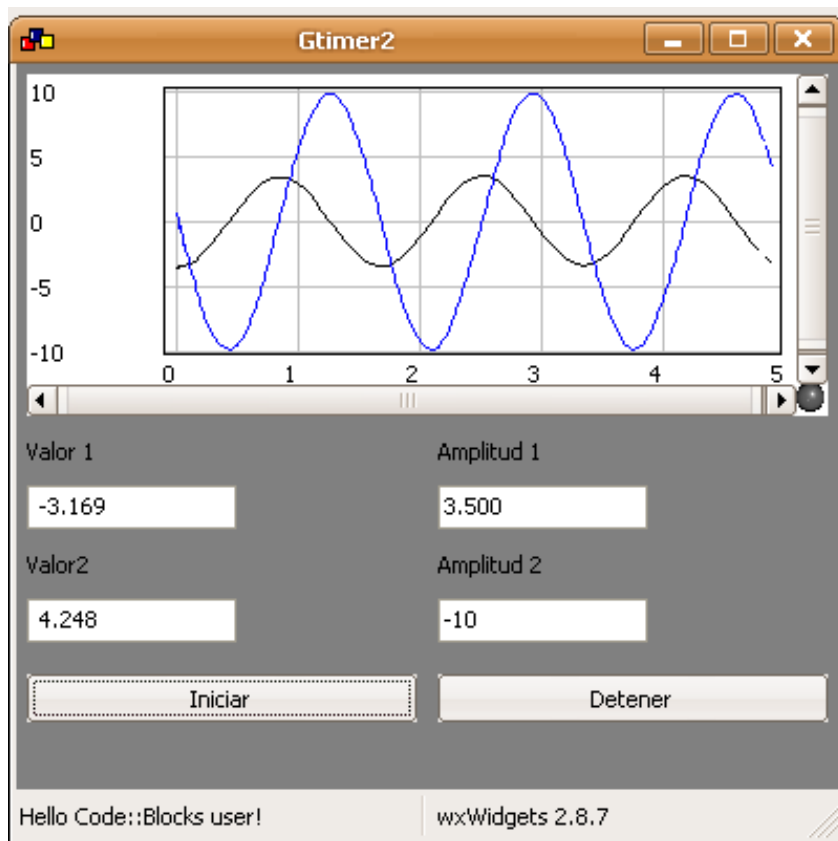 Gtimer2
10
5
0
-5
-10
0 1 2 3 4 5
Valor 1 Amplitud 1
-3.169 3.500
Valor2 Amplitud 2
4.248 -10
Iniciar Detener
Hello Code::Blocks user! wxWidgets 2.8.7